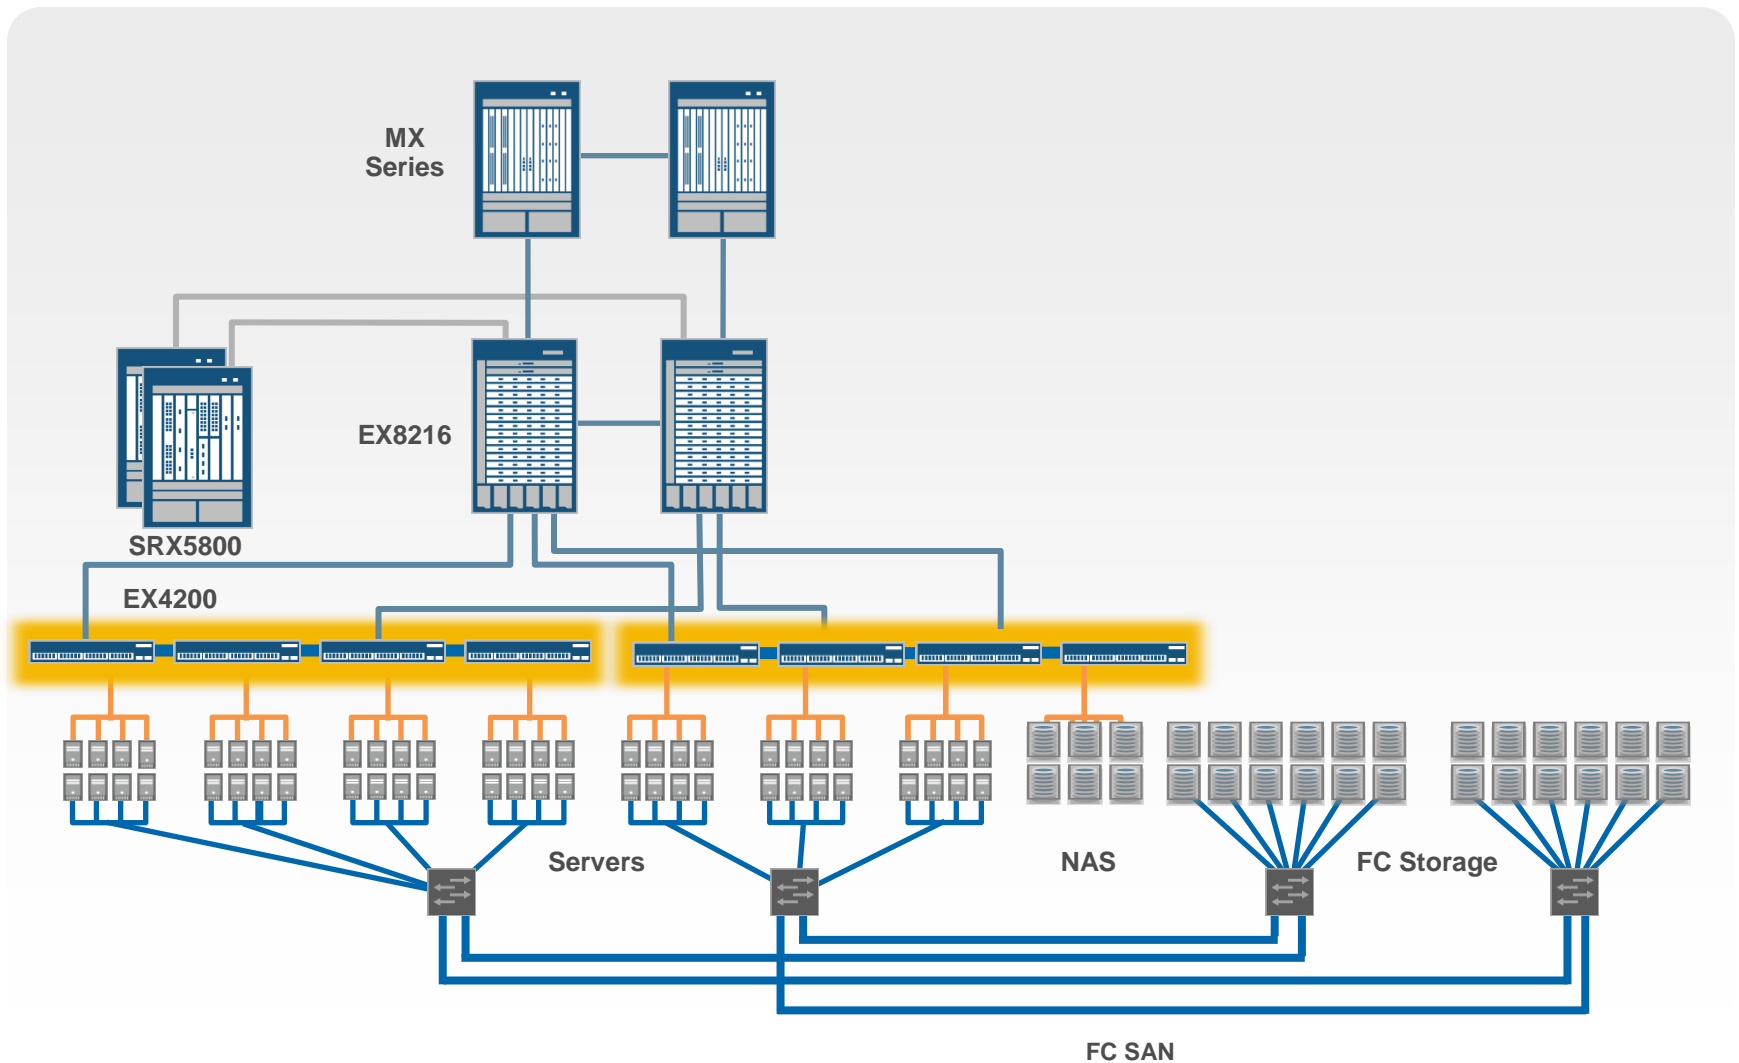 MX
Series
EX8216
SRX5800
EX4200
Servers
NAS
FC Storage
FC SAN